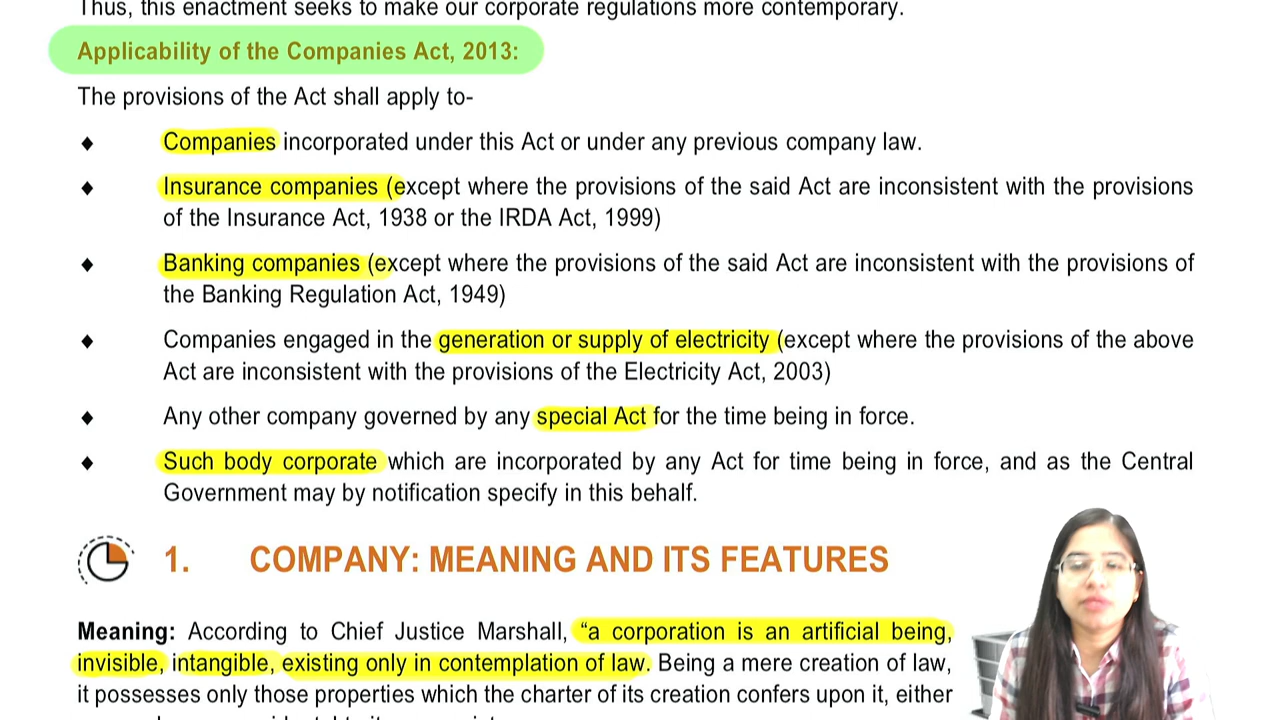 Thus, this enactment seeks to make our corporate regulations more contemporary.
Applicability of the Companies Act, 2013:
The provisions of the Act shall apply to-
♦ Companies incorporated under this Act or under any previous company law.
♦ Insurance companies (except where the provisions of the said Act are inconsistent with the provisions
of the Insurance Act, 1938 or the IRDA Act, 1999)
♦ Banking companies (except where the provisions of the said Act are inconsistent with the provisions of
the Banking Regulation Act, 1949)
♦ Companies engaged in the generation or supply of electricity (except where the provisions of the above
Act are inconsistent with the provisions of the Electricity Act, 2003)
♦ Any other company governed by any special Act for the time being in force.
♦ Such body corporate which are incorporated by any Act for time being in force, and as the Central
Government may by notification specify in this behalf.
1. COMPANY: MEANING AND ITS FEATURES
Meaning: According to Chief Justice Marshall, “a corporation is an artificial being,
invisible, intangible, existing only in contemplation of law. Being a mere creation of law,
it possesses only those properties which the charter of its creation confers upon it, either